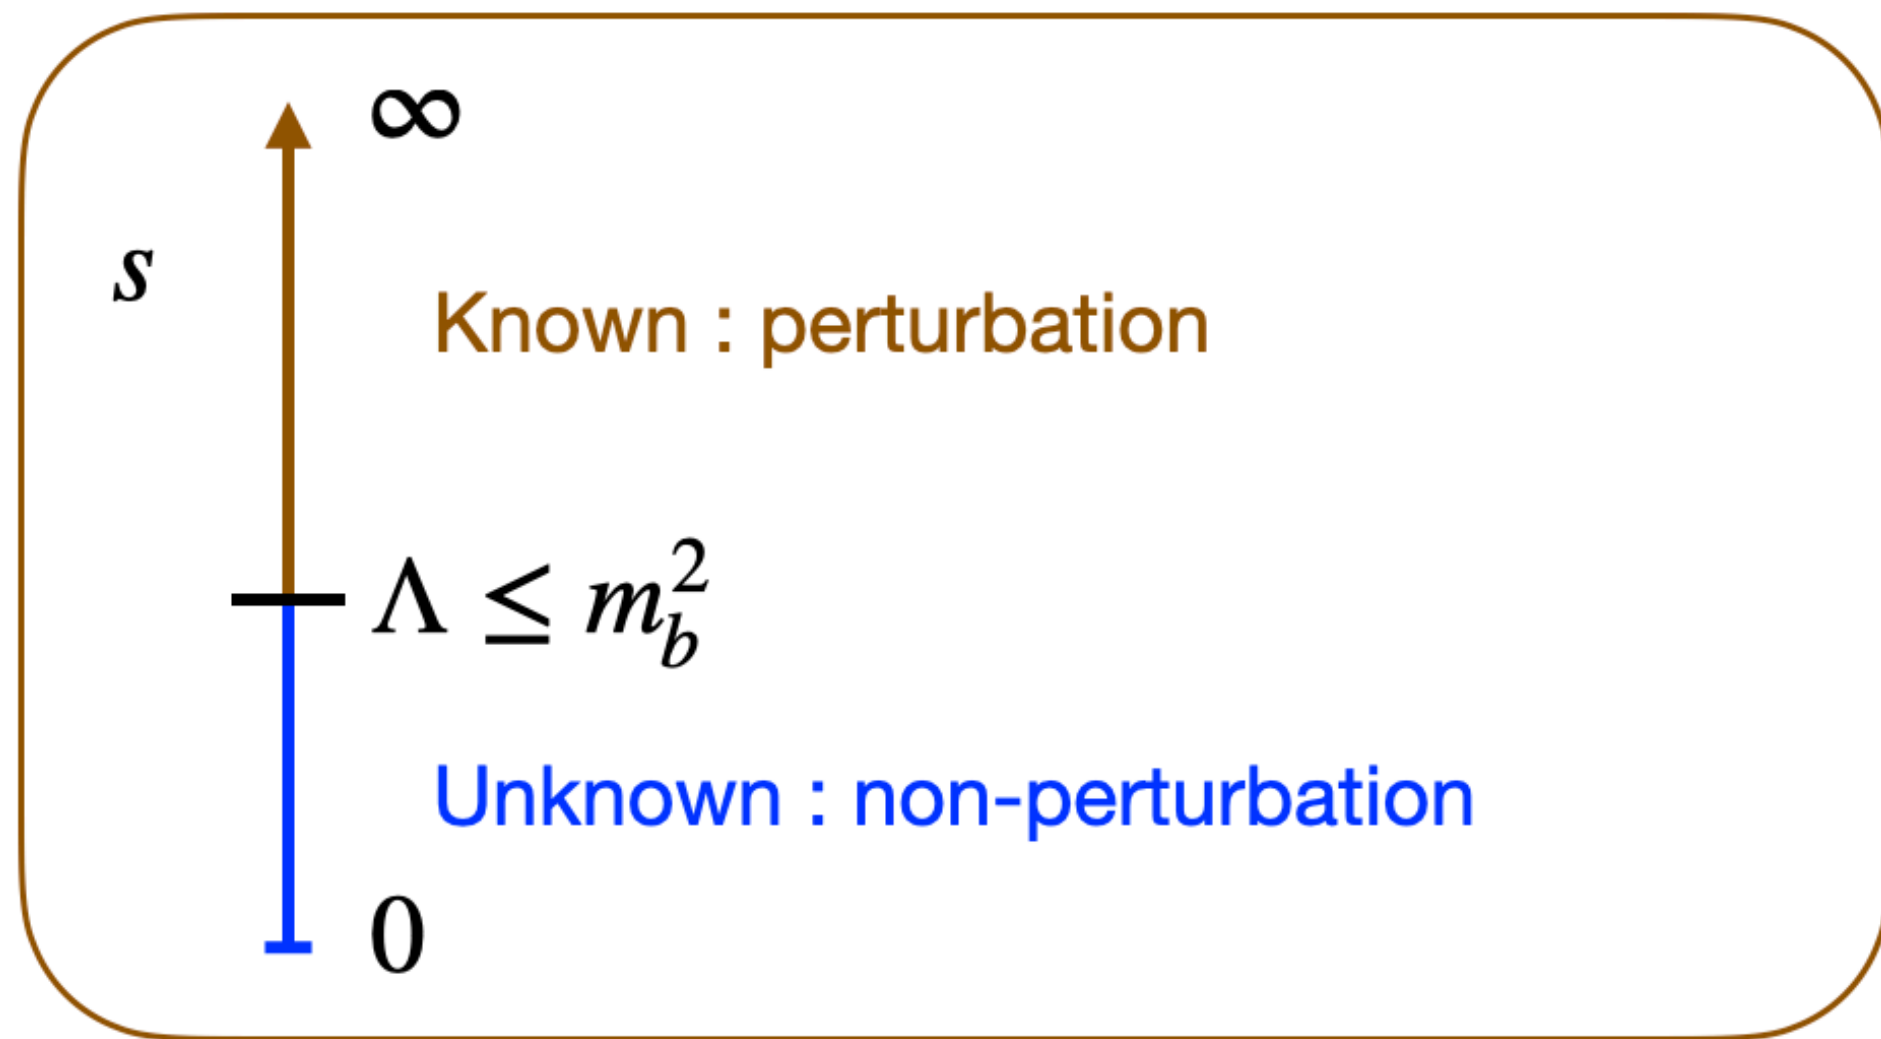 ∞
s
Known : perturbation
Λ ≤ m_b^2
Unknown : non-perturbation
0